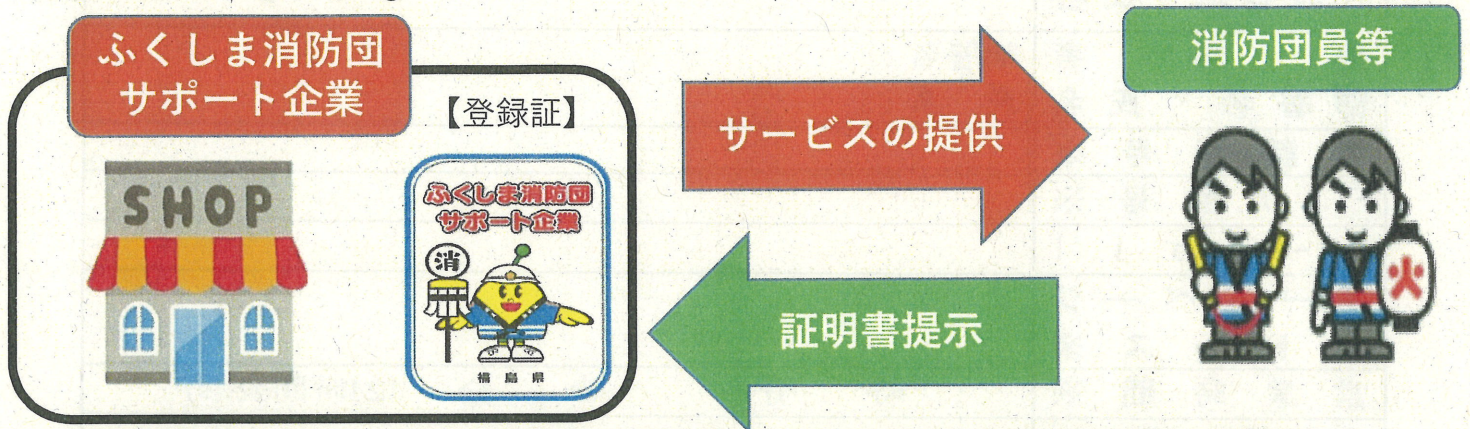 ふくしま消防団
サポート企業
【登録証】
SHOP
ふくしま消防団
サポート企業
消
福島県
サービスの提供
証明書提示
消防団員等
火